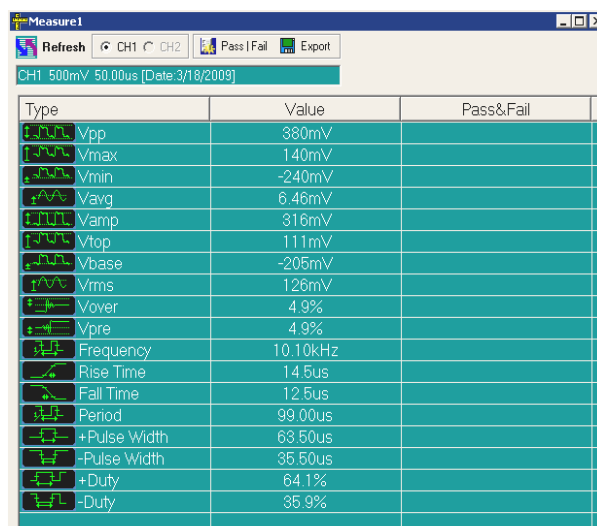 Measure1
Refresh CH1 CH2 Pass|Fail Export
CH1 500mV 50.00us [Date:3/18/2009]
Type Value Pass&Fail
Vpp 380mV
Vmax 140mV
Vmin -240mV
Vavg 6.46mV
Vamp 316mV
Vtop 111mV
Vbase -205mV
Vrms 126mV
Vover 4.9%
Vpre 4.9%
Frequency 10.10kHz
Rise Time 14.5us
Fall Time 12.5us
Period 99.00us
+Pulse Width 63.50us
-Pulse Width 35.50us
+Duty 64.1%
-Duty 35.9%